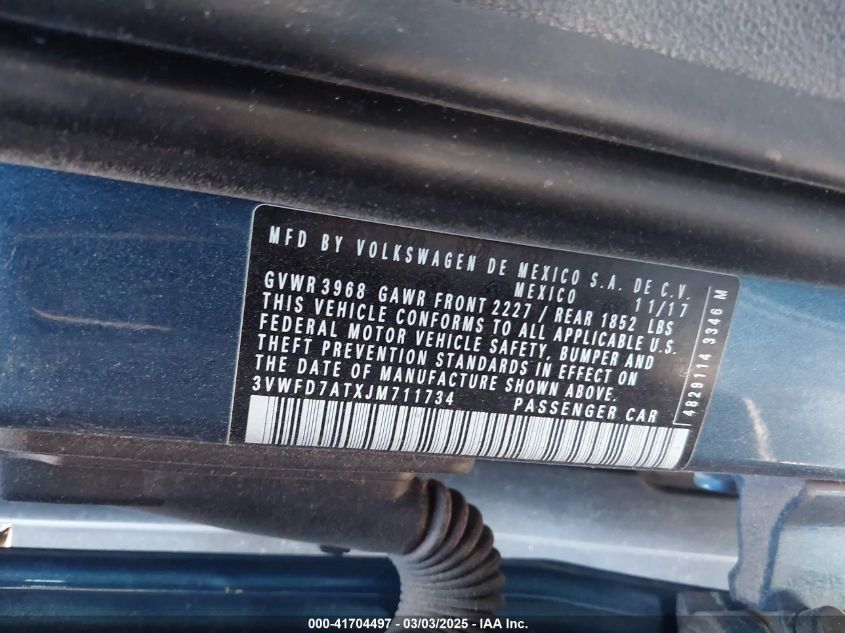 MFD BY VOLKSWAGEN DE MEXICO S.A. DE C.V.
MEXICO 11/17
GVWR 3968 GAWR FRONT 2227 / REAR 1852 LBS
THIS VEHICLE CONFORMS TO ALL APPLICABLE U.S.
FEDERAL MOTOR VEHICLE SAFETY, BUMPER AND
THEFT PREVENTION STANDARDS IN EFFECT ON
THE DATE OF MANUFACTURE SHOWN ABOVE.
3VWFD7ATXJM711734 PASSENGER CAR
4829114 3346 M
000-41704497 - 03/03/2025 - IAA Inc.